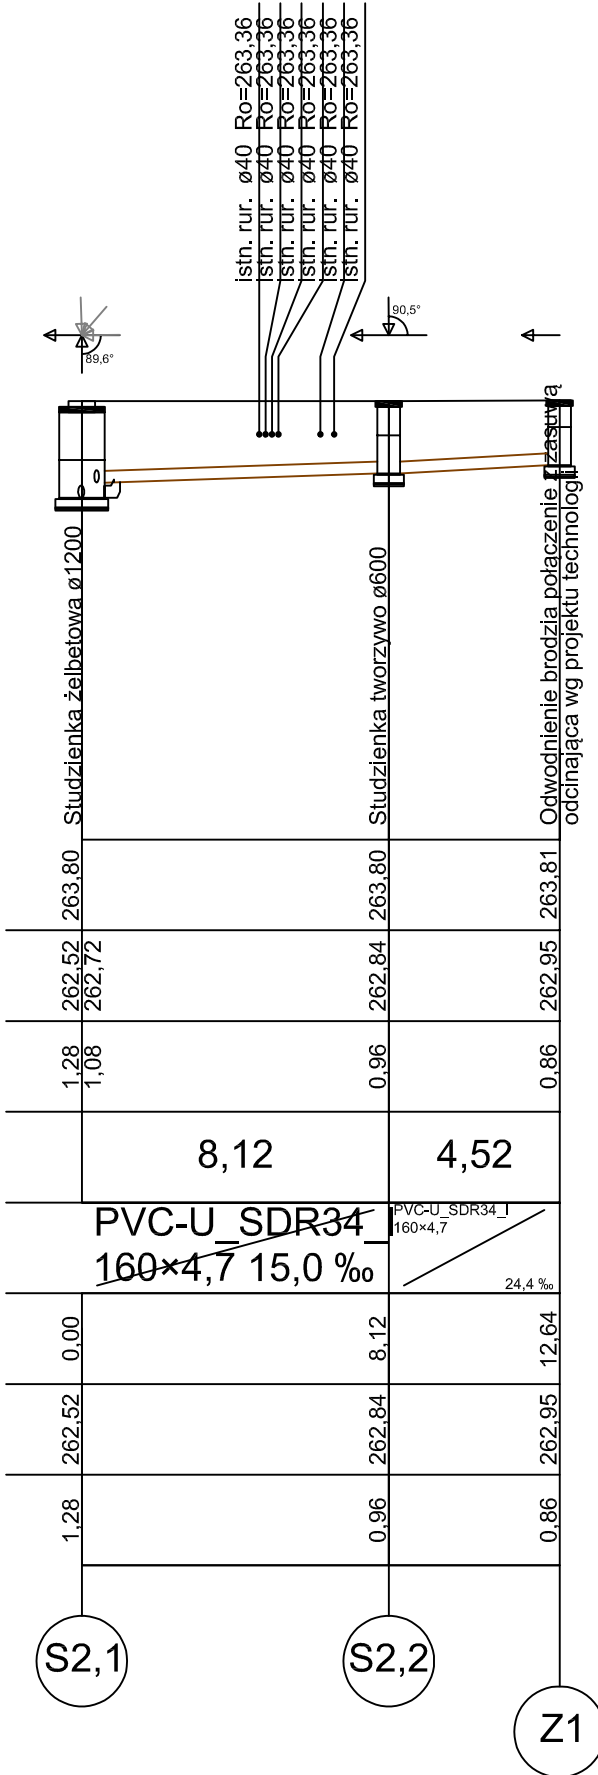 istn. rur. ø40 Ro=263,36
istn. rur. ø40 Ro=263,36
istn. rur. ø40 Ro=263,36
istn. rur. ø40 Ro=263,36
istn. rur. ø40 Ro=263,36
istn. rur. ø40 Ro=263,36
89,6°
90,5°
Studzienka żelbetowa ø1200
Studzienka tworzywo ø600
Odwodnienie brodzia połączenie z zasuwą
odcinająca wg projektu technologi
263,80
263,80
263,81
262,52
262,72
262,84
262,95
1,28
1,08
0,96
0,86
8,12
4,52
PVC-U_SDR34_I
160×4,7 15,0 ‰
PVC-U_SDR34_I
160×4,7
24,4 ‰
0,00
8,12
12,64
262,52
262,84
262,95
1,28
0,96
0,86
S2,1
S2,2
Z1